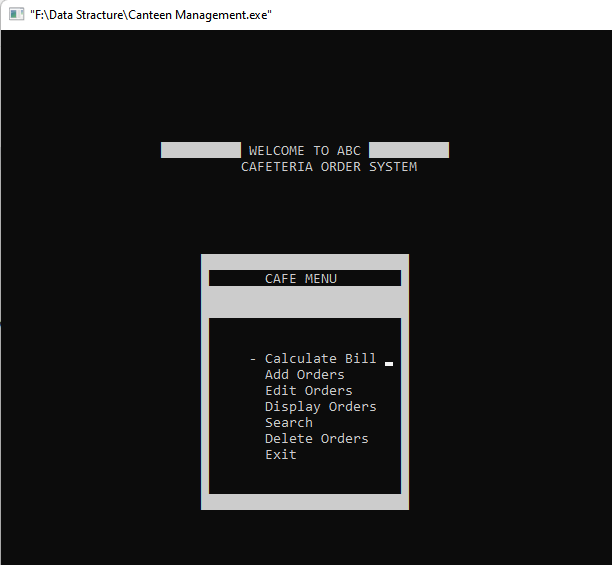 "F:\Data Stracture\Canteen Management.exe"
WELCOME TO ABC
CAFETERIA ORDER SYSTEM
CAFE MENU
- Calculate Bill
Add Orders
Edit Orders
Display Orders
Search
Delete Orders
Exit